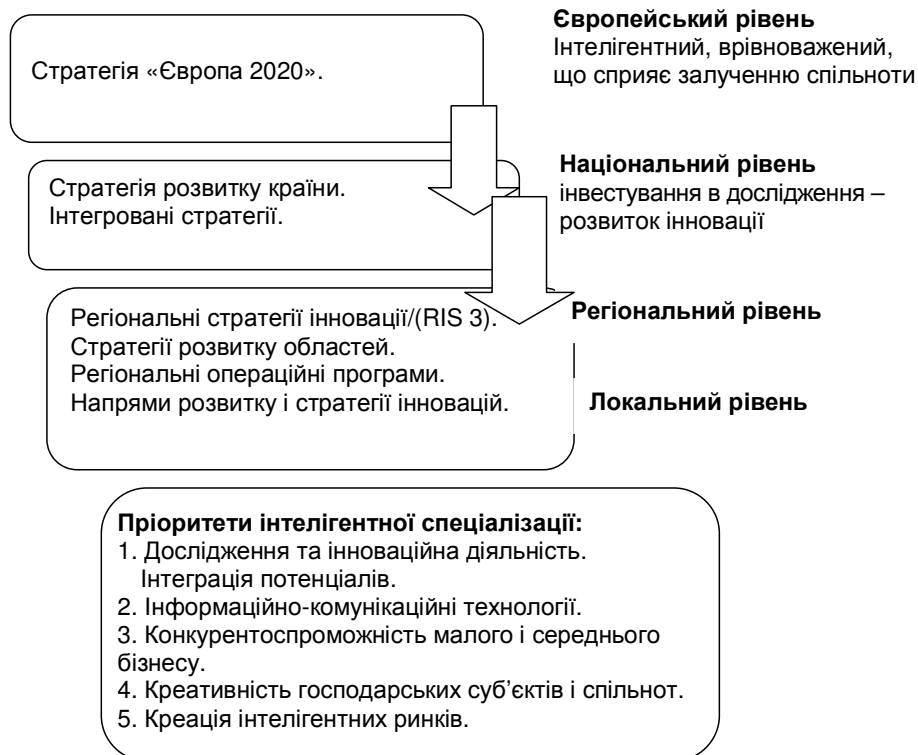 Європейський рівень
Інтелігентний, врівноважений,
що сприяє залученню спільноти
Стратегія «Європа 2020».
Національний рівень
інвестування в дослідження –
розвиток інновації
Стратегія розвитку країни.
Інтегровані стратегії.
Регіональні стратегії інновації/(RIS 3).
Стратегії розвитку областей.
Регіональні операційні програми.
Напрями розвитку і стратегії інновацій.
Регіональний рівень
Локальний рівень
Пріоритети інтелігентної спеціалізації:
1. Дослідження та інноваційна діяльність.
Інтеграція потенціалів.
2. Інформаційно-комунікаційні технології.
3. Конкурентоспроможність малого і середнього
бізнесу.
4. Креативність господарських суб’єктів і спільнот.
5. Креація інтелігентних ринків.